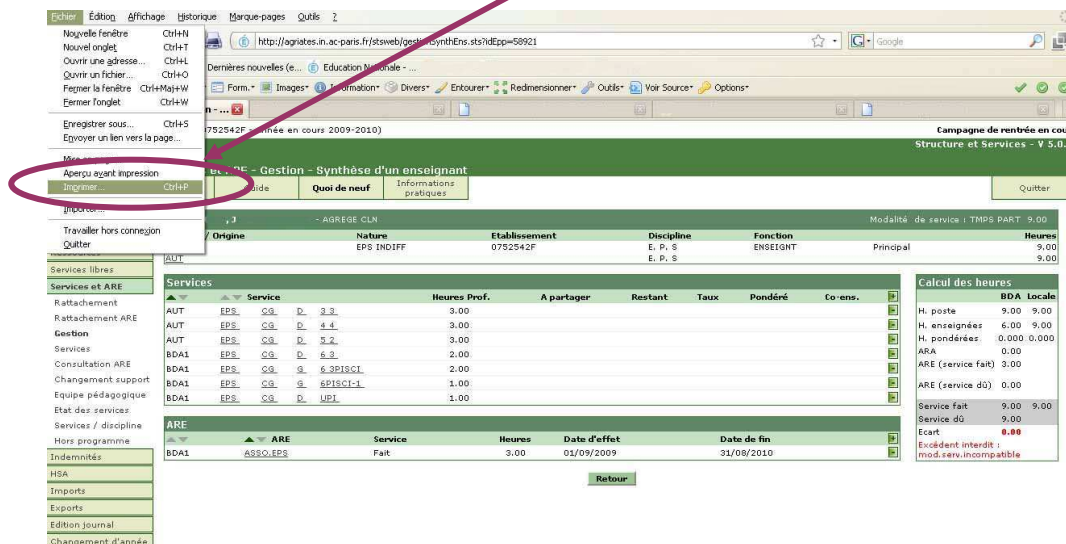 Fichier Édition Affichage Historique Marque-pages Outils ?
Nouvelle fenêtre Ctrl+N
Nouvel onglet Ctrl+T
Ouvrir une adresse... Ctrl+L
Ouvrir un fichier... Ctrl+O
Fermer la fenêtre Ctrl+Maj+W
Fermer l'onglet Ctrl+W
Enregistrer sous... Ctrl+S
Envoyer un lien vers la page...
Aperçu avant impression
Imprimer... Ctrl+P
Importer...
Travailler hors connexion
Quitter
http://agriates.in.ac-paris.fr/stsweb/gestionSynthEns.sts?idEpp=58921
Google
Dernières nouvelles (e... Education Nationale - ...
Form. Images Information Divers Entourer Redimensionner Outils Voir Source Options
n - ...
0752542F - année en cours 2009-2010) Campagne de rentrée en cou
Structure et Services - V 5.0.
et ARE - Gestion - Synthèse d'un enseignant
Guide Quoi de neuf Informations pratiques Quitter
, J - AGREGE CLN Modalité de service : TMPS PART 9.00
/ Origine Nature Etablissement Discipline Fonction Heures
EPS INDIFF 0752542F E. P. S ENSEIGNT Principal 9.00
AUT E. P. S 9.00
Ressources
Services libres
Services et ARE
Rattachement
Rattachement ARE
Gestion
Services
Consultation ARE
Changement support
Equipe pédagogique
Etat des services
Services / discipline
Hors programme
Indemnités
HSA
Imports
Exports
Edition journal
Changement d'année
Services
Service Heures Prof. A partager Restant Taux Pondéré Co-ens.
AUT EPS CG D 3 3 3.00
AUT EPS CG D 4 4 3.00
AUT EPS CG D 5 2 3.00
BDA1 EPS CG D 6 3 2.00
BDA1 EPS CG G 6 3PISCI 2.00
BDA1 EPS CG G 6PISCI-1 1.00
BDA1 EPS CG D UPI 1.00
ARE
ARE Service Heures Date d'effet Date de fin
BDA1 ASSO.EPS Fait 3.00 01/09/2009 31/08/2010
Retour
Calcul des heures
BDA Locale
H. poste 9.00 9.00
H. enseignées 6.00 9.00
H. pondérées 0.000 0.000
ARA 0.00
ARE (service fait) 3.00
ARE (service dû) 0.00
Service fait 9.00 9.00
Service dû 9.00
Ecart 0.00
Excédent interdit :
mod.serv.incompatible